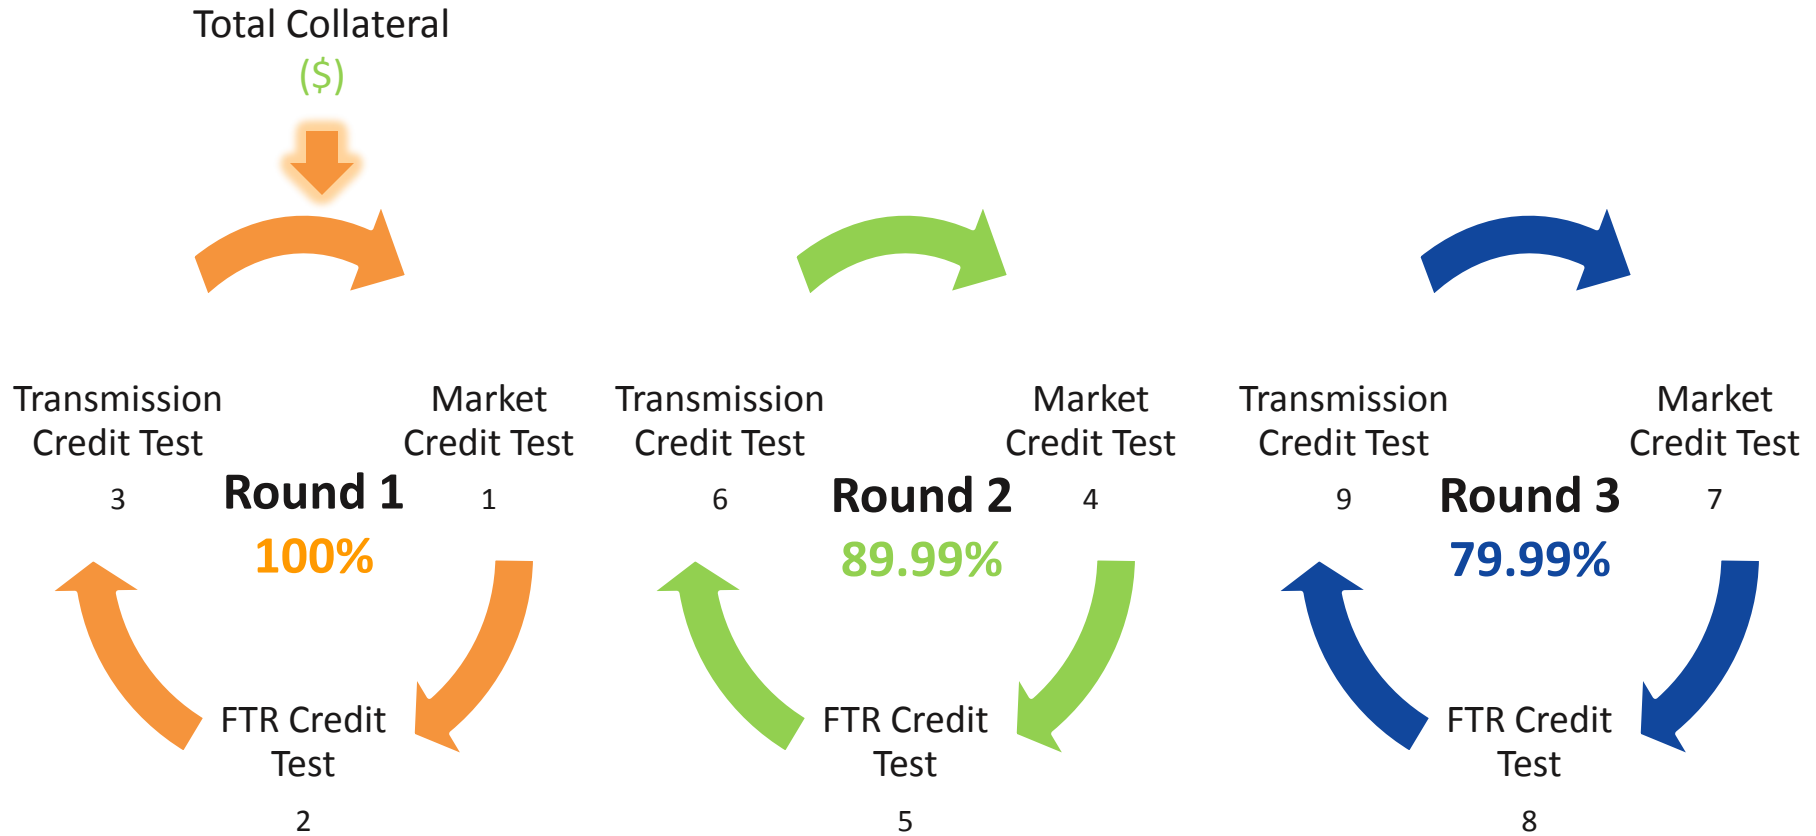 Total Collateral
($)
Transmission
Credit Test
3
Market
Credit Test
1
Round 1
100%
FTR Credit
Test
2
Transmission
Credit Test
6
Market
Credit Test
4
Round 2
89.99%
FTR Credit
Test
5
Transmission
Credit Test
9
Market
Credit Test
7
Round 3
79.99%
FTR Credit
Test
8